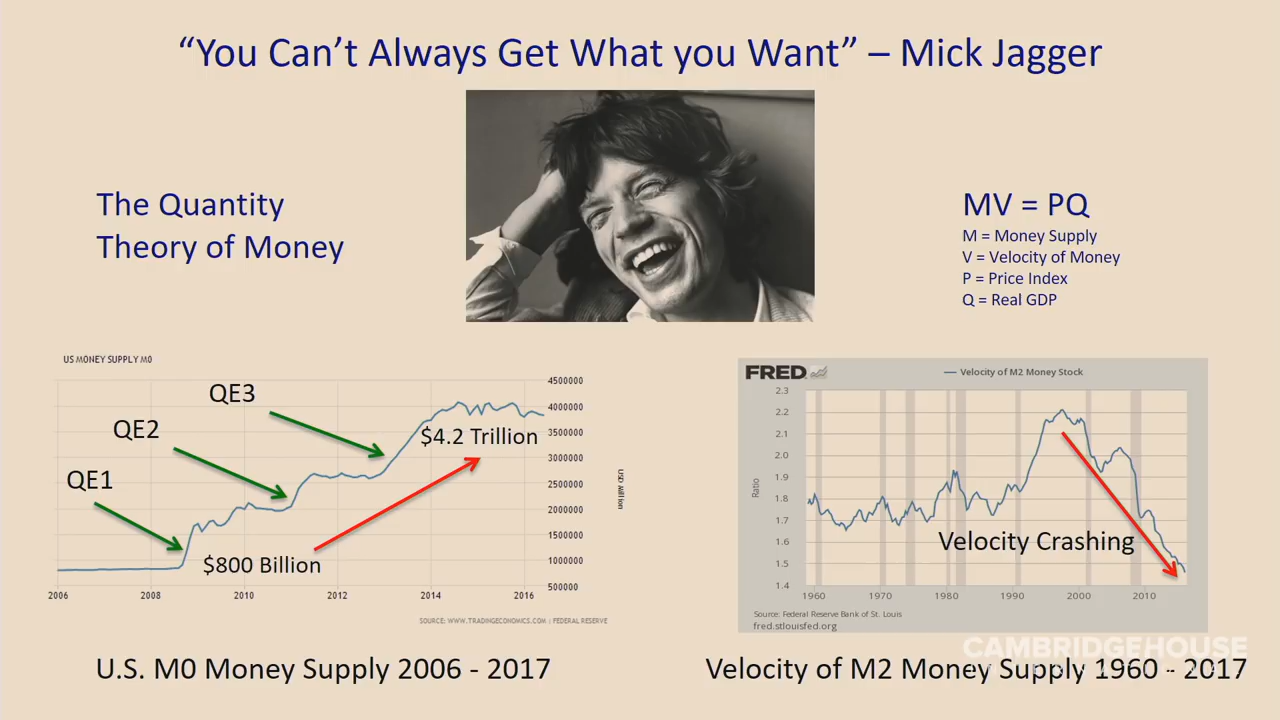 “You Can’t Always Get What you Want” – Mick Jagger
The Quantity
Theory of Money
MV = PQ
M = Money Supply
V = Velocity of Money
P = Price Index
Q = Real GDP
US MONEY SUPPLY M0
4500000
4000000
3500000
3000000
2500000
2000000
1500000
1000000
500000
USD Million
QE3
QE2
QE1
$4.2 Trillion
$800 Billion
2006 2008 2010 2012 2014 2016
SOURCE: WWW.TRADINGECONOMICS.COM | FEDERAL RESERVE
U.S. M0 Money Supply 2006 - 2017
FRED
Velocity of M2 Money Stock
2.3
2.2
2.1
2.0
1.9
1.8
1.7
1.6
1.5
1.4
Ratio
Velocity Crashing
1960 1970 1980 1990 2000 2010
Source: Federal Reserve Bank of St. Louis
fred.stlouisfed.org
CAMBRIDGEHOUSE
Velocity of M2 Money Supply 1960 - 2017